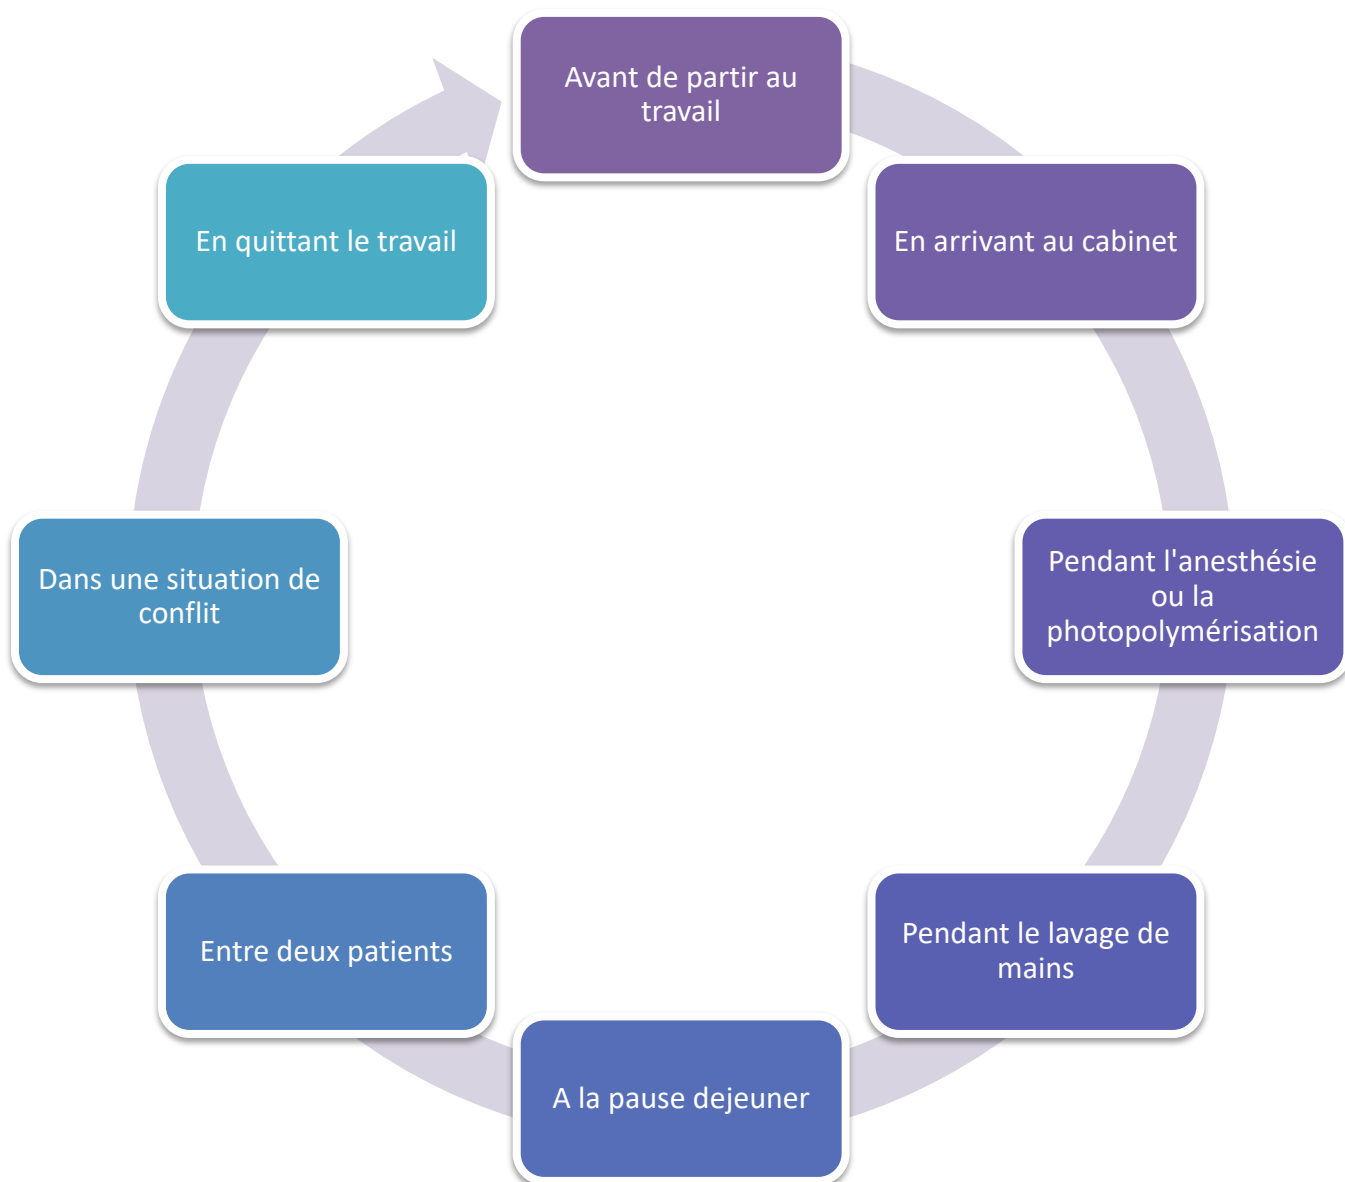 Avant de partir au
travail
En arrivant au cabinet
Pendant l'anesthésie
ou la
photopolymérisation
Pendant le lavage de
mains
A la pause dejeuner
Entre deux patients
Dans une situation de
conflit
En quittant le travail